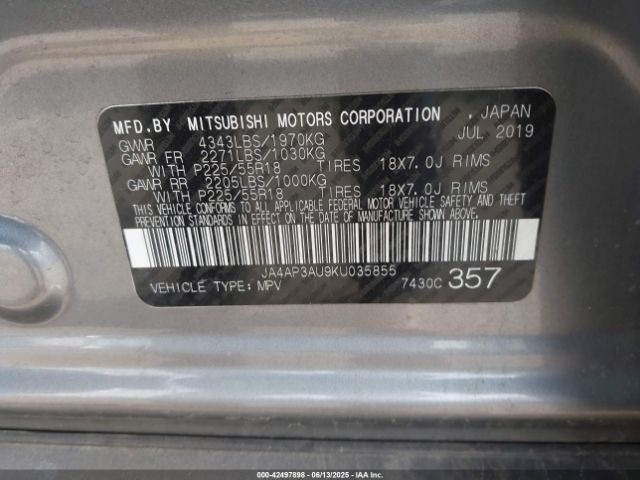 MFD.BY MITSUBISHI MOTORS CORPORATION , JAPAN
GVWR 4343LBS/1970KG JUL 2019
GAWR FR 2271LBS/1030KG
WITH P225/55R18 TIRES 18X7.0J RIMS
GAWR RR 2205LBS/1000KG
WITH P225/55R18 TIRES 18X7.0J RIMS
THIS VEHICLE CONFORMS TO ALL APPLICABLE FEDERAL MOTOR VEHICLE SAFETY AND THEFT
PREVENTION STANDARDS IN EFFECT ON THE DATE OF MANUFACTURE SHOWN ABOVE.
JA4AP3AU9KU035855
VEHICLE TYPE: MPV 7430C 357
000-42497898 - 06/13/2025 - IAAI.COM